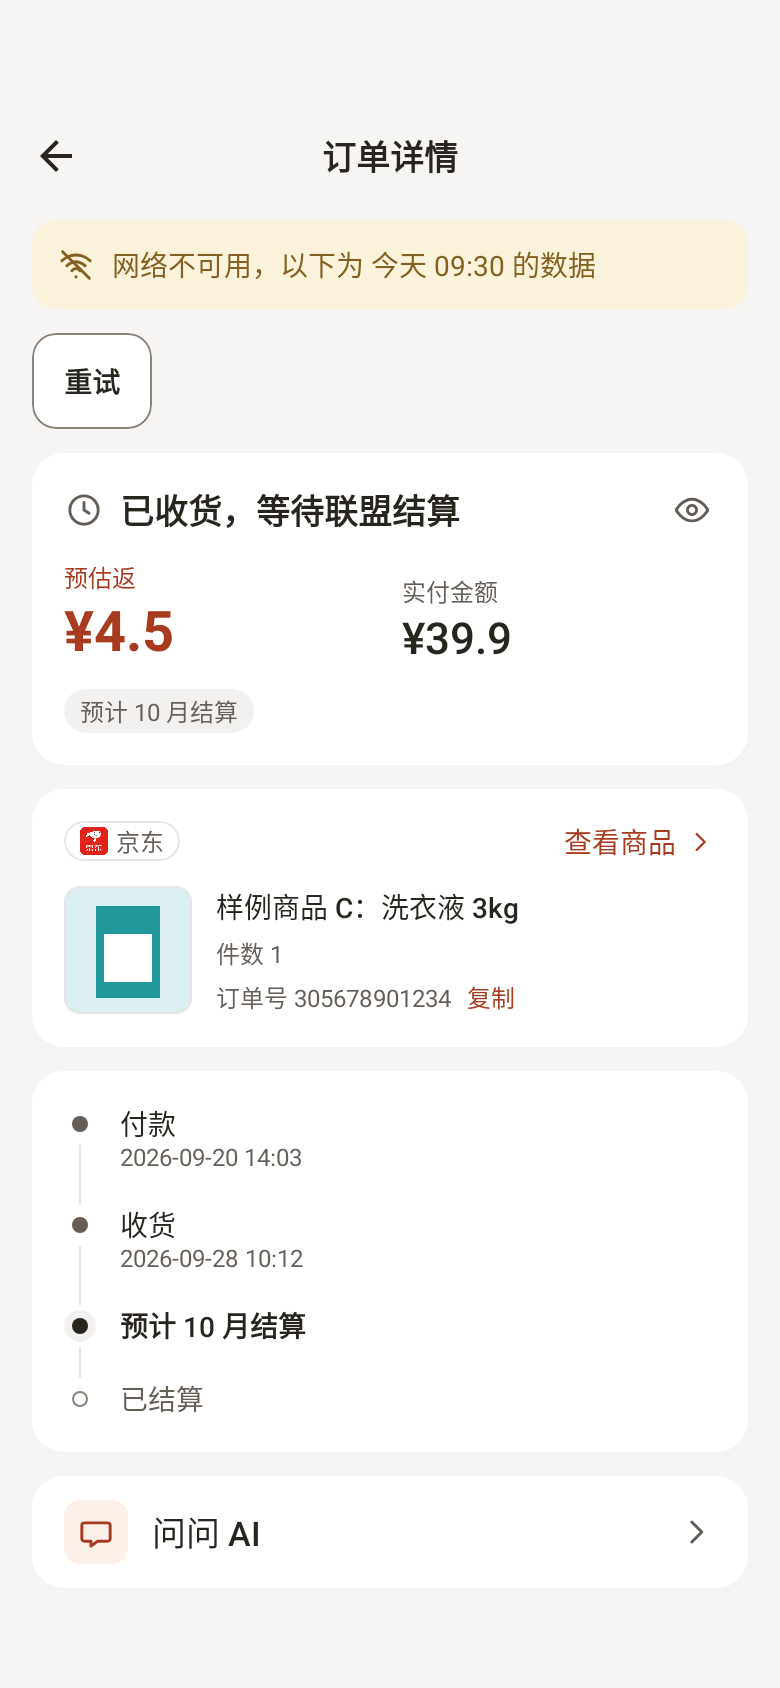 订单详情
网络不可用，以下为 今天 09:30 的数据
重试
已收货，等待联盟结算
预估返
¥4.5
实付金额
¥39.9
预计 10 月结算
京东 京东
查看商品
样例商品 C：洗衣液 3kg
件数 1
订单号 305678901234 复制
付款
2026-09-20 14:03
收货
2026-09-28 10:12
预计 10 月结算
已结算
问问 AI